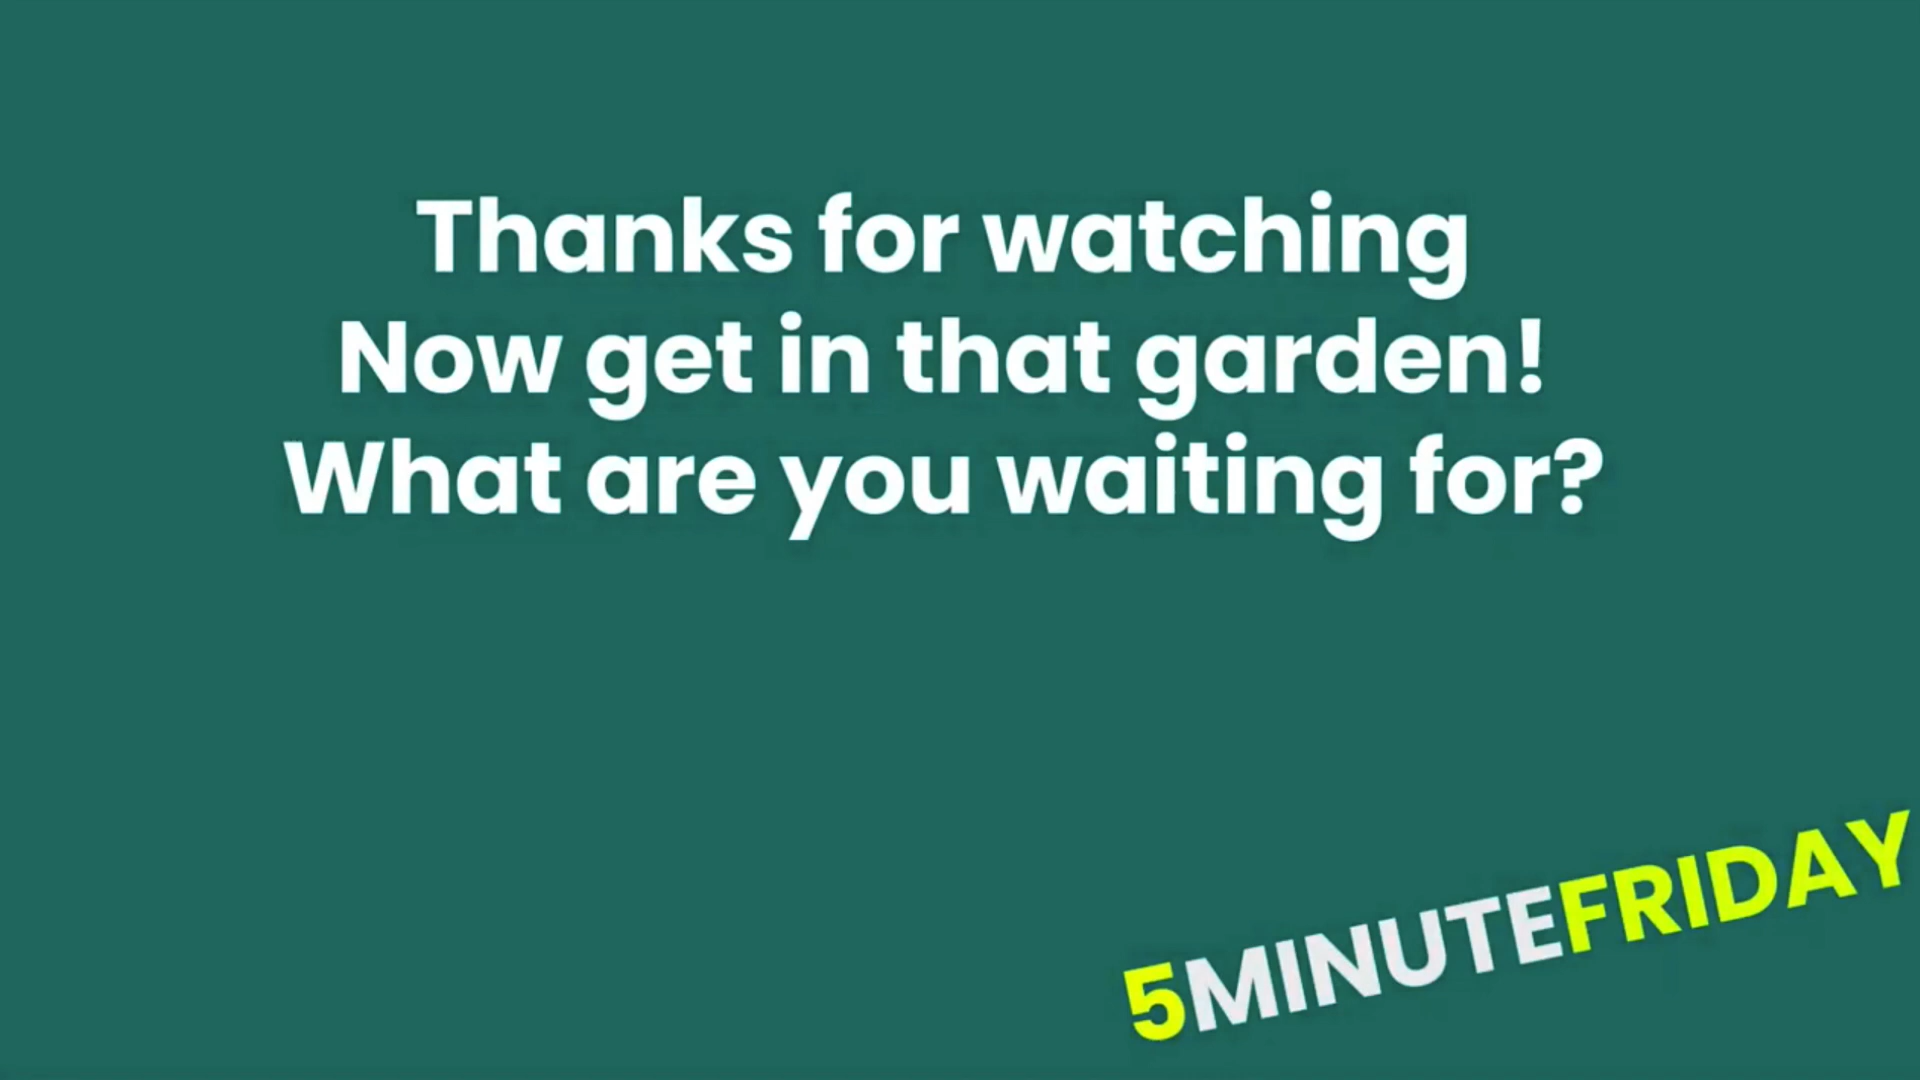 Thanks for watching
Now get in that garden!
What are you waiting for?
5MINUTEFRIDAY